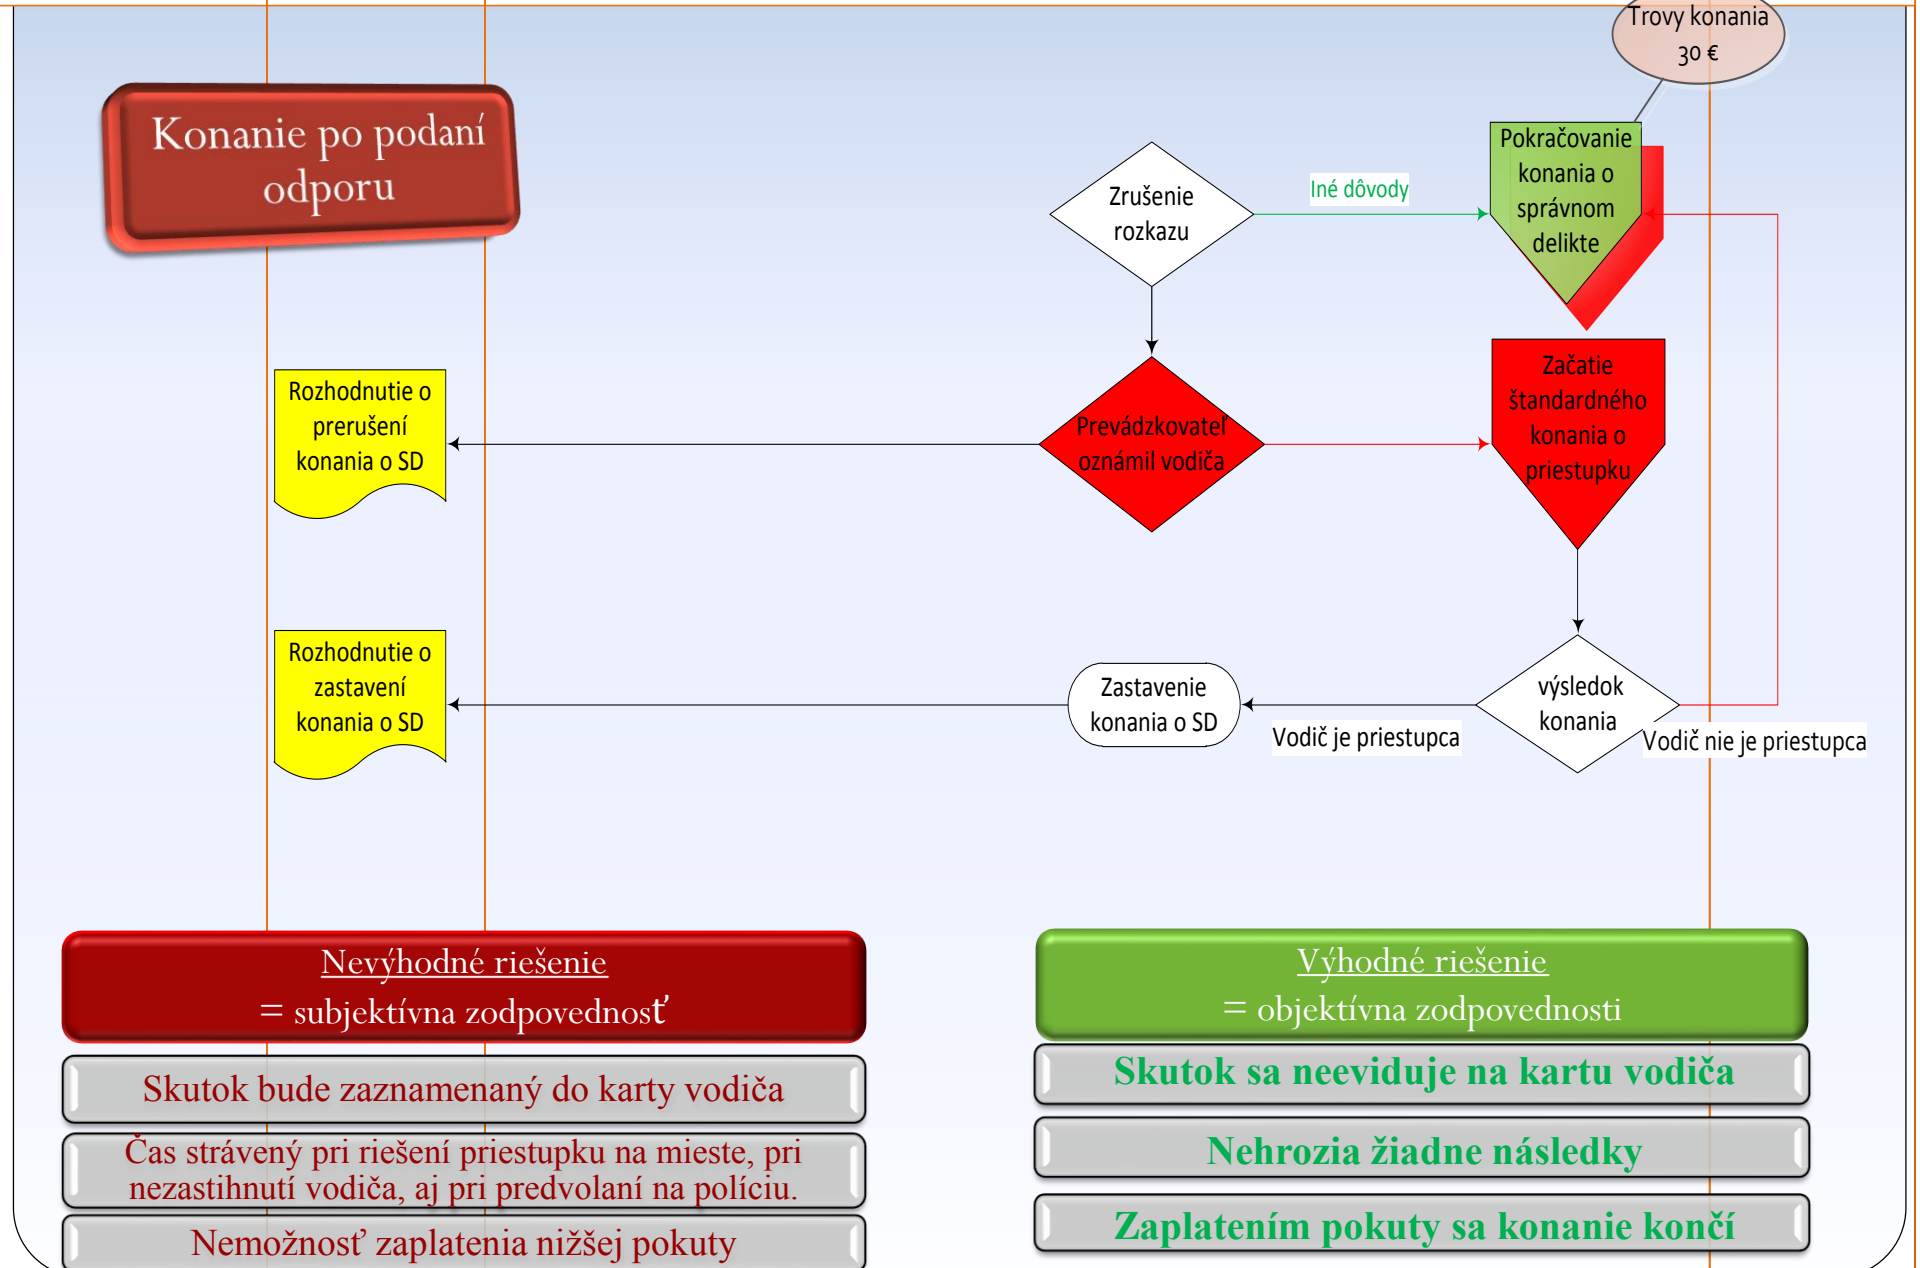 Trovy konania
30 €
Konanie po podaní
odporu
Zrušenie
rozkazu
Iné dôvody
Pokračovanie
konania o
správnom
delikte
Rozhodnutie o
prerušení
konania o SD
Prevádzkovateľ
oznámil vodiča
Začatie
štandardného
konania o
priestupku
Rozhodnutie o
zastavení
konania o SD
Zastavenie
konania o SD
Vodič je priestupca
výsledok
konania
Vodič nie je priestupca
Nevýhodné riešenie
= subjektívna zodpovednosť
Skutok bude zaznamenaný do karty vodiča
Čas strávený pri riešení priestupku na mieste, pri
nezastihnutí vodiča, aj pri predvolaní na políciu.
Nemožnosť zaplatenia nižšej pokuty
Výhodné riešenie
= objektívna zodpovednosti
Skutok sa neeviduje na kartu vodiča
Nehrozia žiadne následky
Zaplatením pokuty sa konanie končí